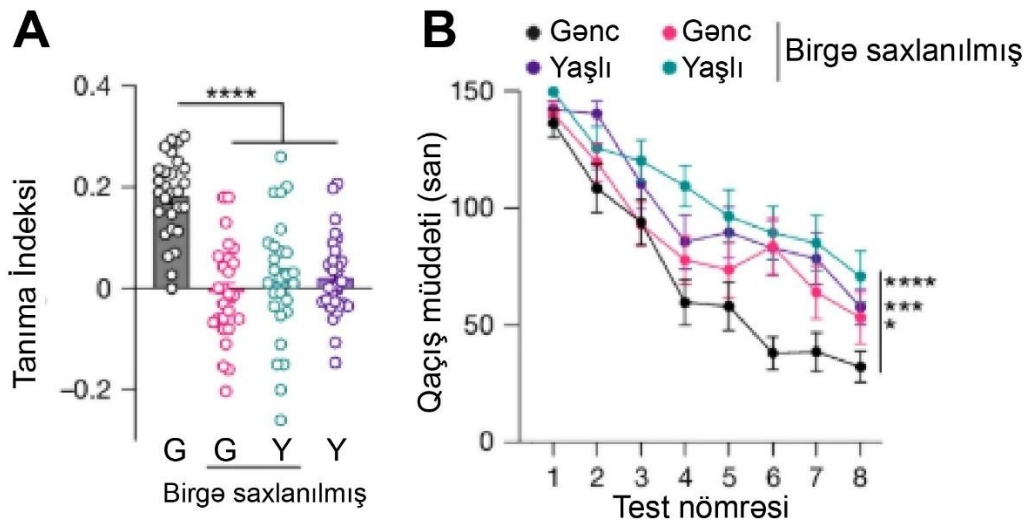 A
Tanıma İndeksi
0.4
0.2
0
–0.2
****
G G Y Y
Birgə saxlanılmış
B
Gənc Gənc
Yaşlı Yaşlı
Birgə saxlanılmış
Qaçış müddəti (san)
150
100
50
0
****
***
*
1 2 3 4 5 6 7 8
Test nömrəsi